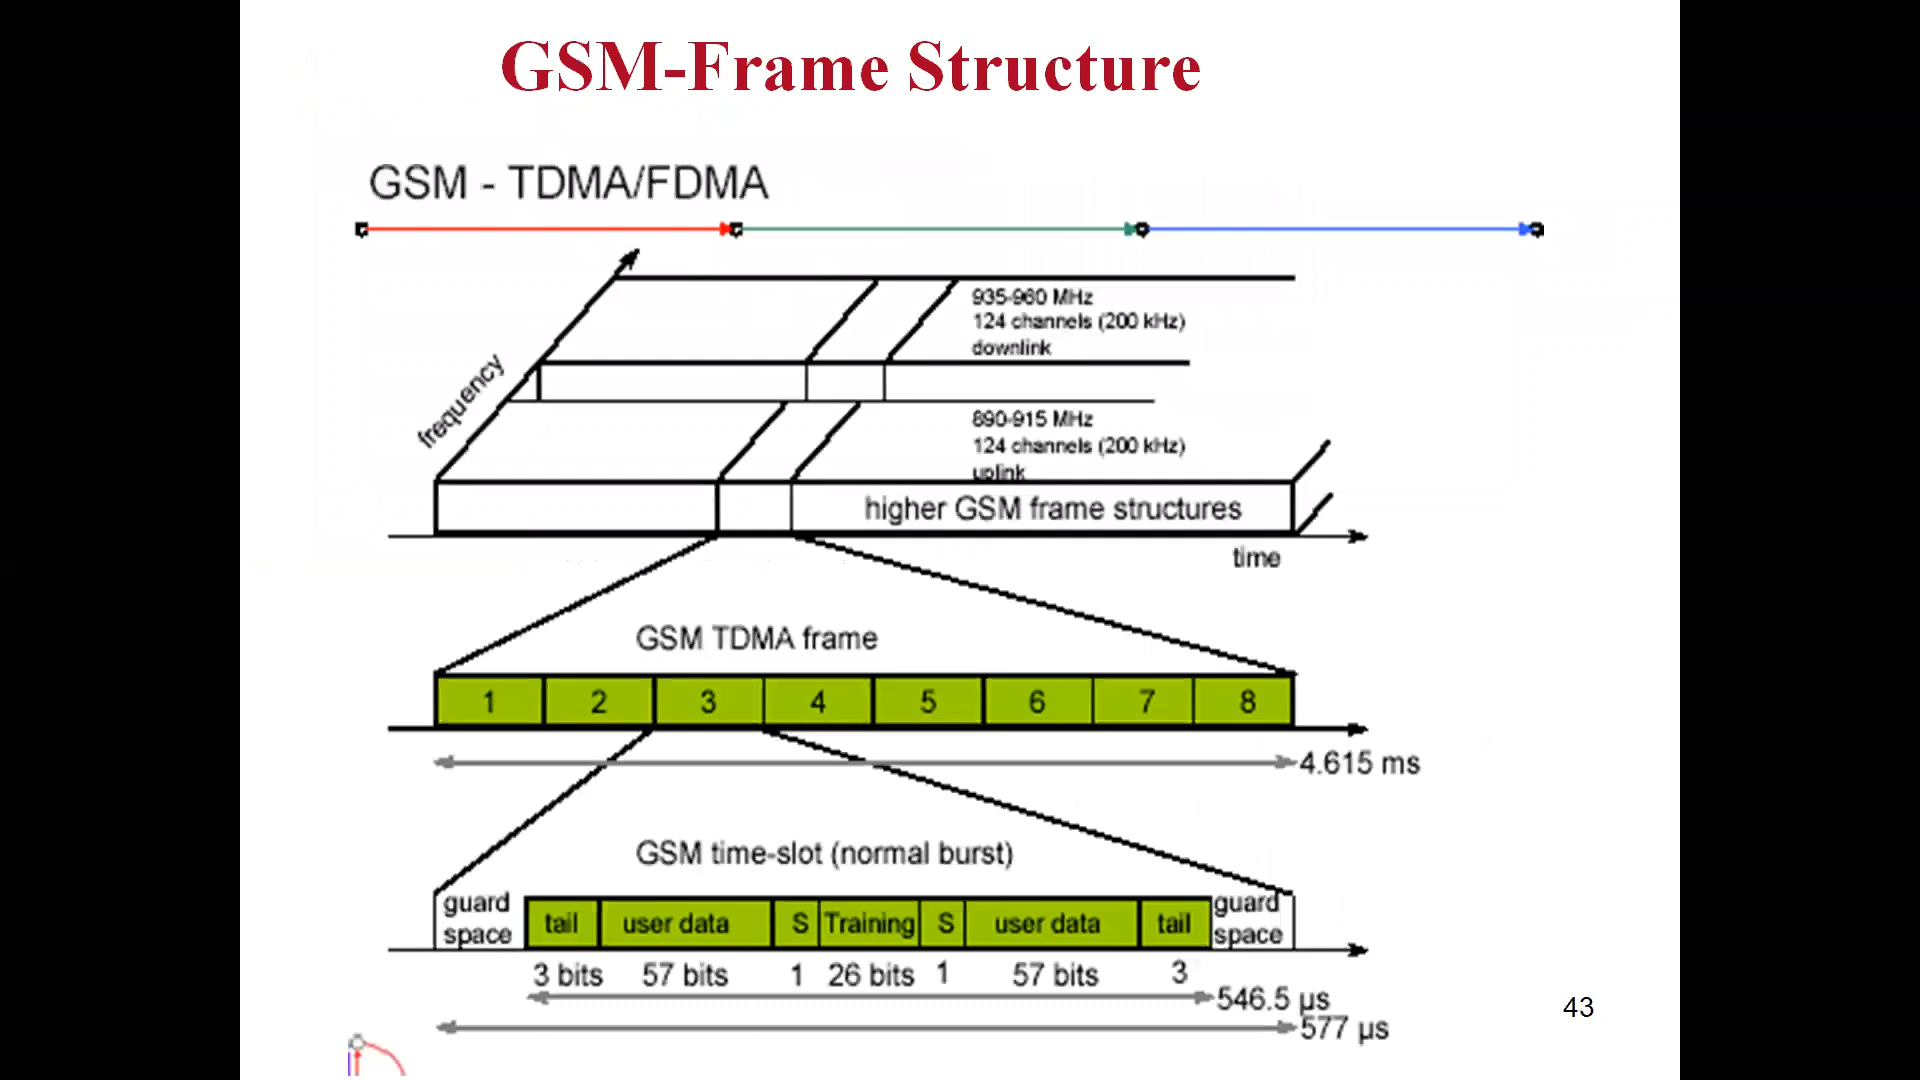 GSM-Frame Structure
GSM - TDMA/FDMA
935-960 MHz
124 channels (200 kHz)
downlink
frequency
890-915 MHz
124 channels (200 kHz)
uplink
higher GSM frame structures
time
GSM TDMA frame
1 2 3 4 5 6 7 8
4.615 ms
GSM time-slot (normal burst)
guard space tail user data S Training S user data tail guard space
3 bits 57 bits 1 26 bits 1 57 bits 3
546.5 µs
577 µs
43